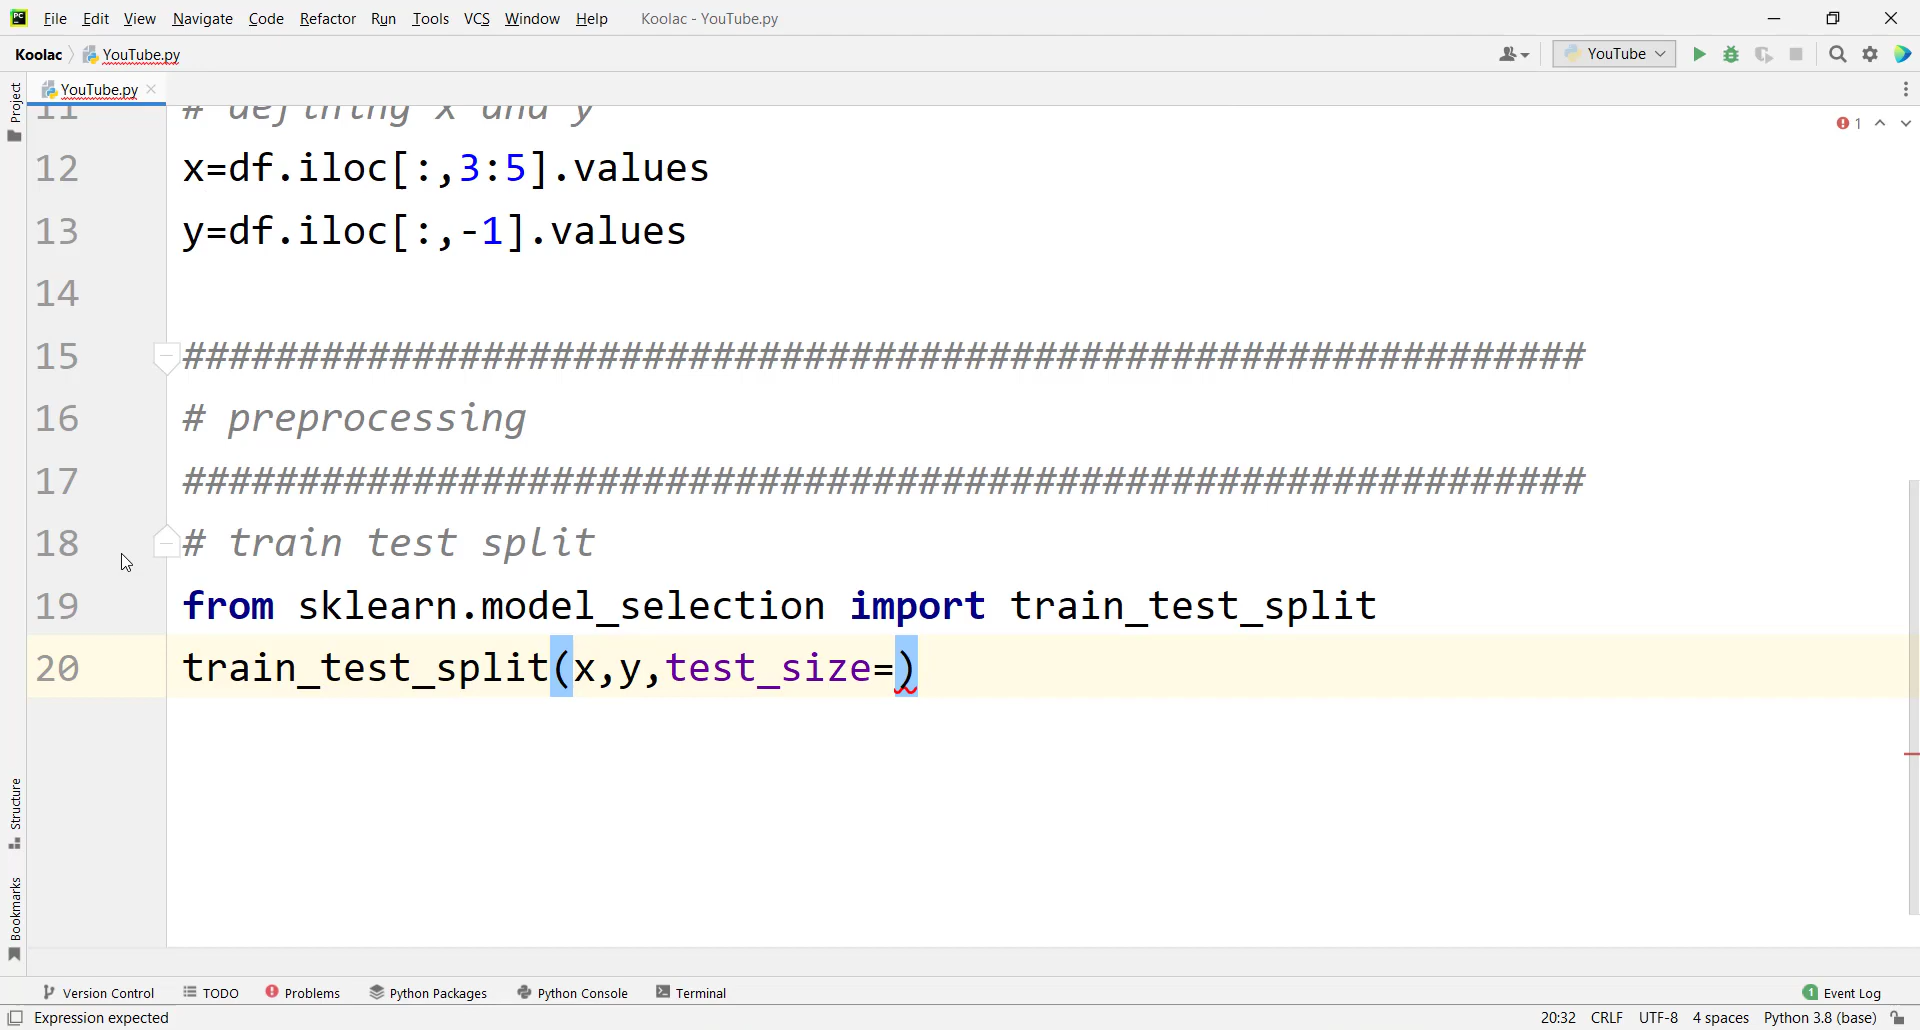 PC File Edit View Navigate Code Refactor Run Tools VCS Window Help Koolac - YouTube.py
Koolac YouTube.py YouTube
Project YouTube.py
11 # defining x and y
1
12 x=df.iloc[:,3:5].values
13 y=df.iloc[:,-1].values
14
15 #############################################################
16 # preprocessing
17 #############################################################
18 # train test split
19 from sklearn.model_selection import train_test_split
20 train_test_split(x,y,test_size=)
Structure
Bookmarks
Version Control TODO Problems Python Packages Python Console Terminal 1 Event Log
Expression expected 20:32 CRLF UTF-8 4 spaces Python 3.8 (base)